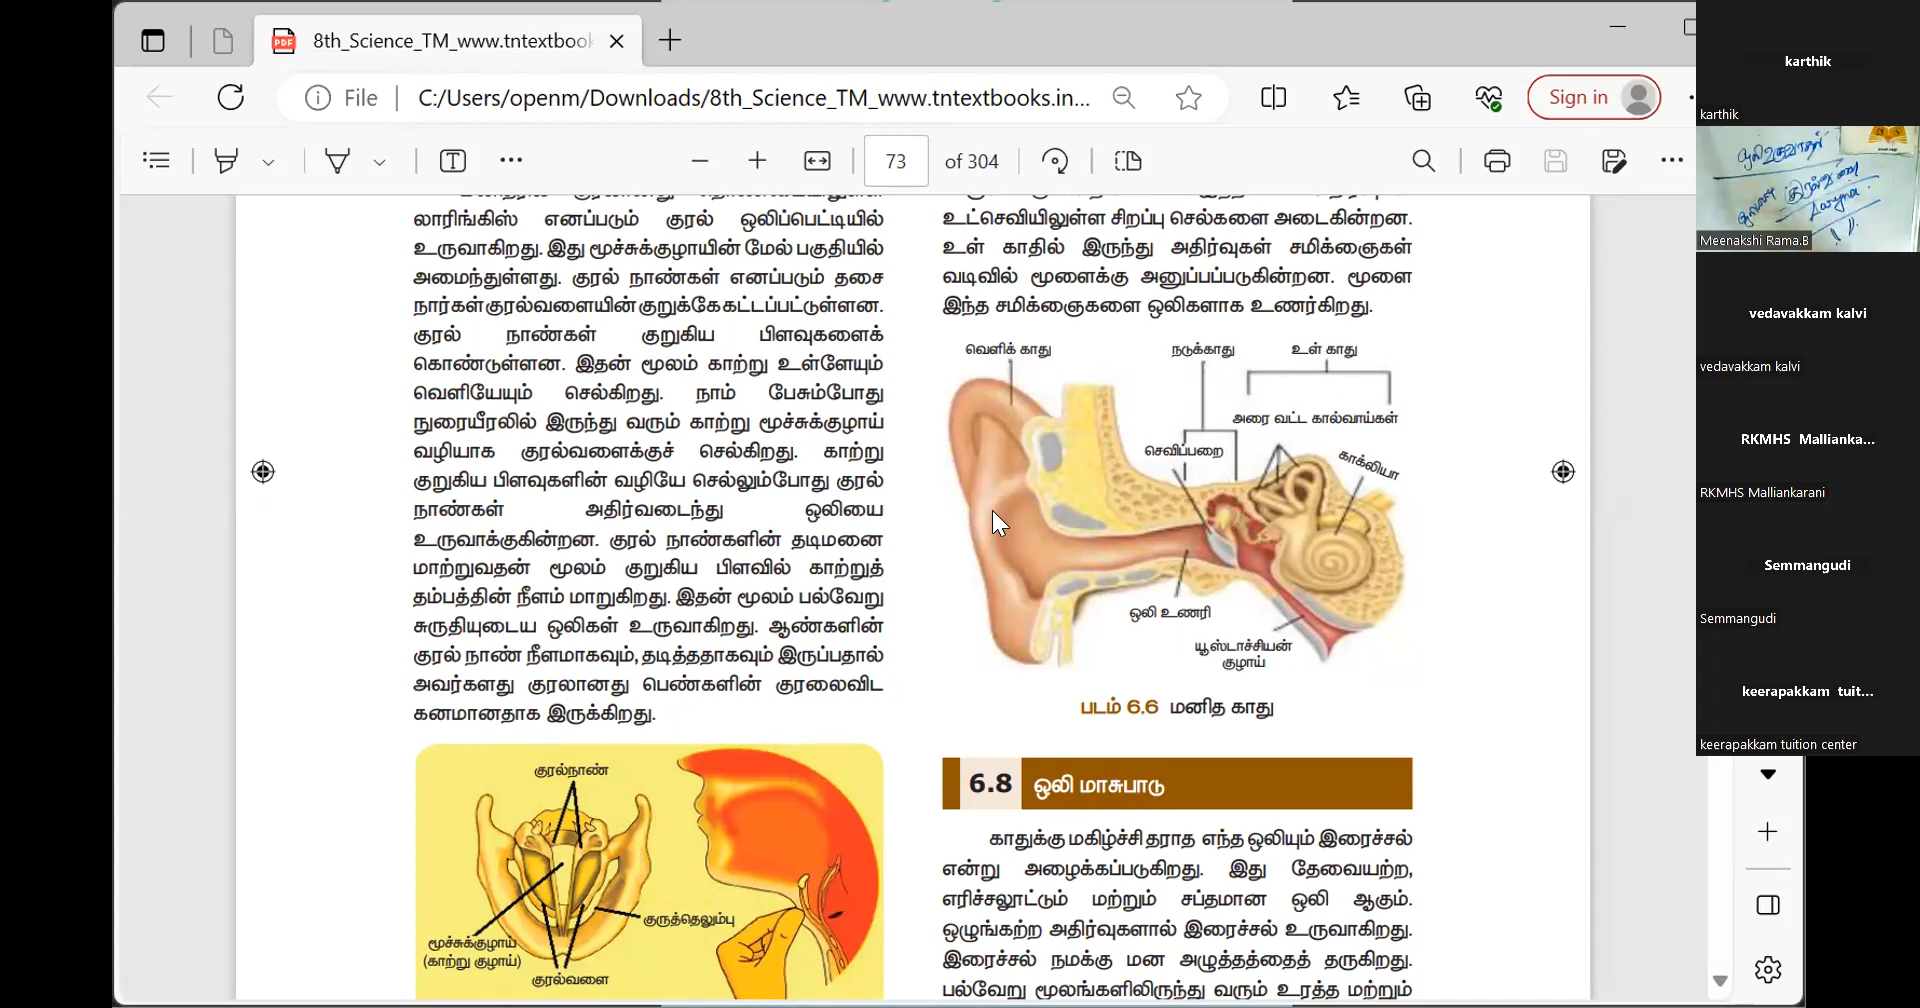 8th_Science_TM_www.tntextbook
File
C:/Users/openm/Downloads/8th_Science_TM_www.tntextbooks.in...
Sign in
73 of 304
லாரிங்கிஸ் எனப்படும் குரல் ஒலிப்பெட்டியில்
உருவாகிறது. இது மூச்சுக்குழாயின் மேல் பகுதியில்
அமைந்துள்ளது. குரல் நாண்கள் எனப்படும் தசை
நார்கள் குரல்வளையின் குறுக்கே கட்டப்பட்டுள்ளன.
குரல் நாண்கள் குறுகிய பிளவுகளைக்
கொண்டுள்ளன. இதன் மூலம் காற்று உள்ளேயும்
வெளியேயும் செல்கிறது. நாம் பேசும்போது
நுரையீரலில் இருந்து வரும் காற்று மூச்சுக்குழாய்
வழியாக குரல்வளைக்குச் செல்கிறது. காற்று
குறுகிய பிளவுகளின் வழியே செல்லும்போது குரல்
நாண்கள் அதிர்வடைந்து ஒலியை
உருவாக்குகின்றன. குரல் நாண்களின் தடிமனை
மாற்றுவதன் மூலம் குறுகிய பிளவில் காற்றுத்
தம்பத்தின் நீளம் மாறுகிறது. இதன் மூலம் பல்வேறு
சுருதியுடைய ஒலிகள் உருவாகிறது. ஆண்களின்
குரல் நாண் நீளமாகவும், தடித்ததாகவும் இருப்பதால்
அவர்களது குரலானது பெண்களின் குரலைவிட
கனமானதாக இருக்கிறது.
குரல்நாண்
குருத்தெலும்பு
மூச்சுக்குழாய்
(காற்று குழாய்)
குரல்வளை
உட்செவியிலுள்ள சிறப்பு செல்களை அடைகின்றன.
உள் காதில் இருந்து அதிர்வுகள் சமிக்ஞைகள்
வடிவில் மூளைக்கு அனுப்பப்படுகின்றன. மூளை
இந்த சமிக்ஞைகளை ஒலிகளாக உணர்கிறது.
வெளிக் காது
நடுக்காது
உள் காது
அரை வட்ட கால்வாய்கள்
செவிப்பறை
காக்லியா
ஒலி உணரி
யூஸ்டாச்சியன்
குழாய்
படம் 6.6 மனித காது
6.8 ஒலி மாசுபாடு
காதுக்கு மகிழ்ச்சி தராத எந்த ஒலியும் இரைச்சல்
என்று அழைக்கப்படுகிறது. இது தேவையற்ற,
எரிச்சலூட்டும் மற்றும் சப்தமான ஒலி ஆகும்.
ஒழுங்கற்ற அதிர்வுகளால் இரைச்சல் உருவாகிறது.
இரைச்சல் நமக்கு மன அழுத்தத்தைத் தருகிறது.
பல்வேறு மூலங்களிலிருந்து வரும் உரத்த மற்றும்
karthik
karthik
Meenakshi Rama.B
vedavakkam kalvi
vedavakkam kalvi
RKMHS Mallianka...
RKMHS Malliankarani
Semmangudi
Semmangudi
keerapakkam tuit...
keerapakkam tuition center